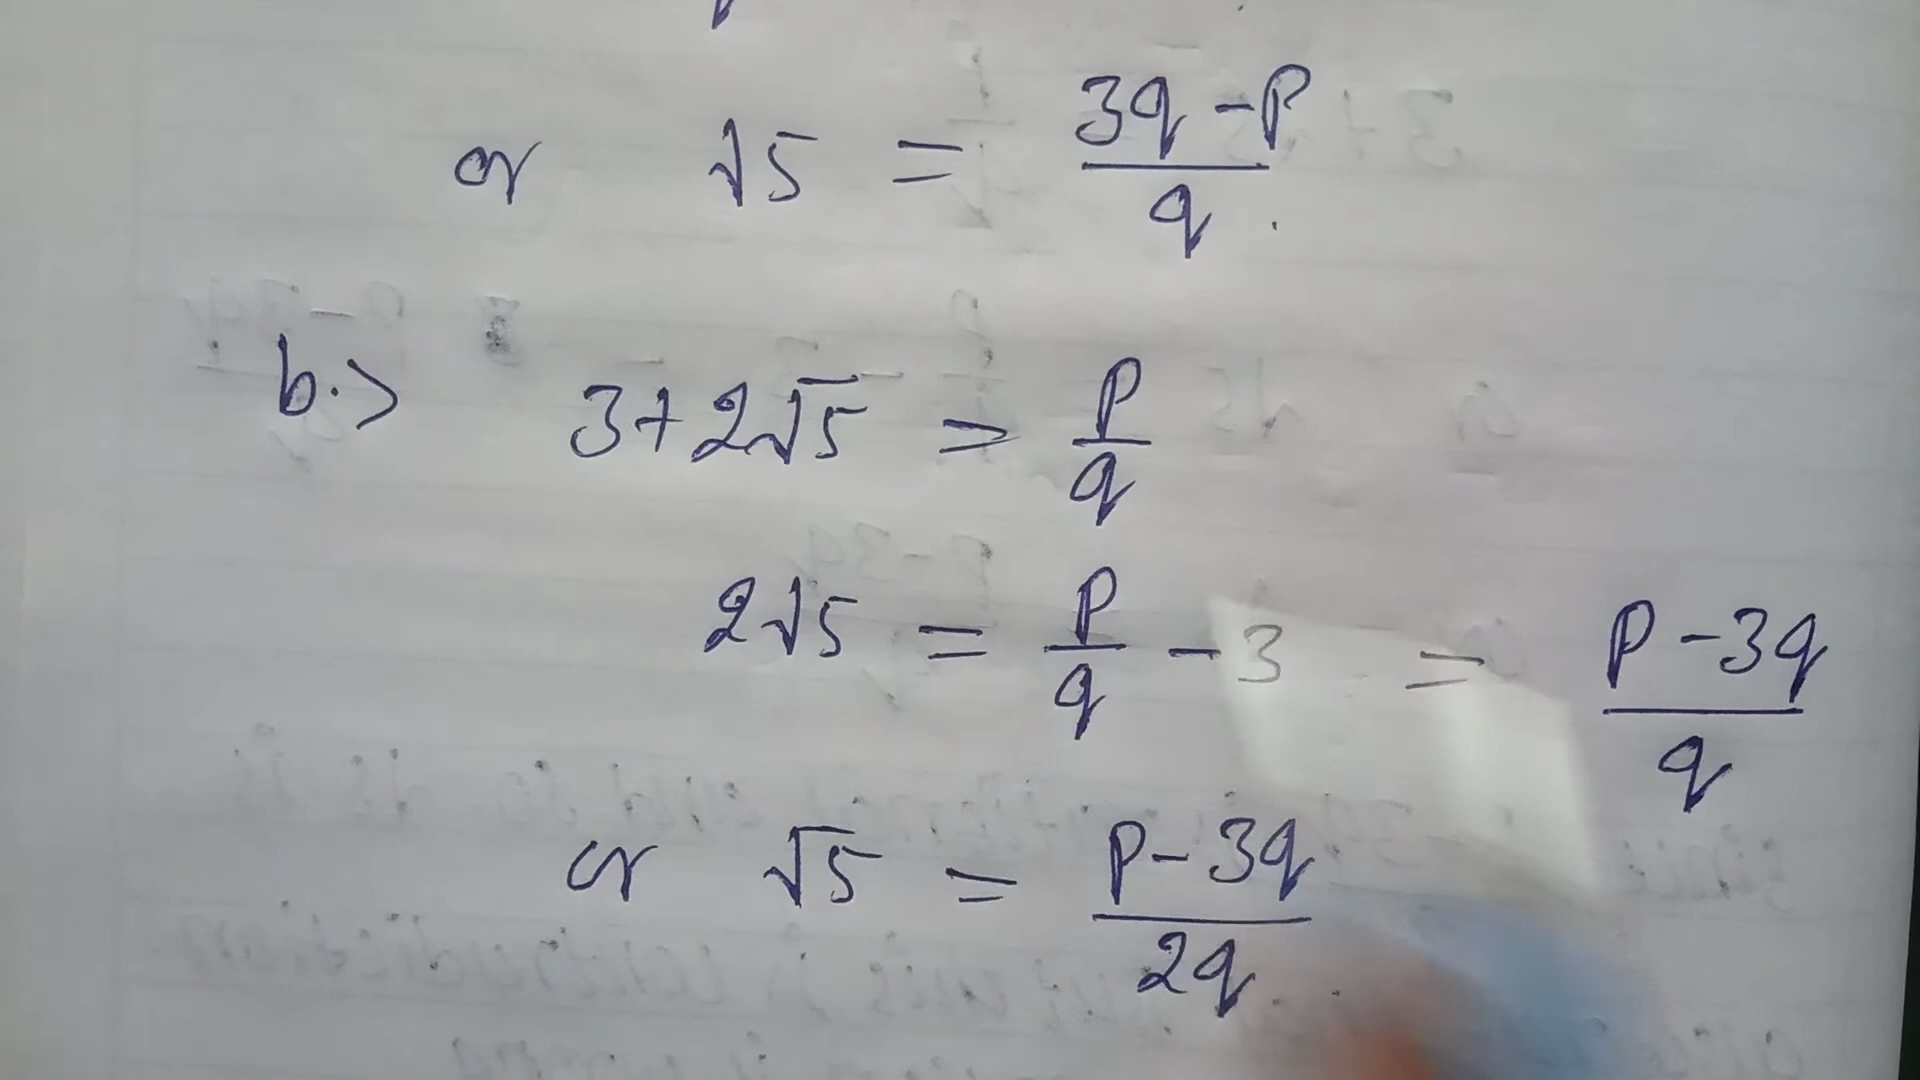 or √5 = (3q - p)/q
b.> 3+2√5 = p/q
2√5 = p/q - 3 = (p - 3q)/q
or √5 = (p - 3q)/2q